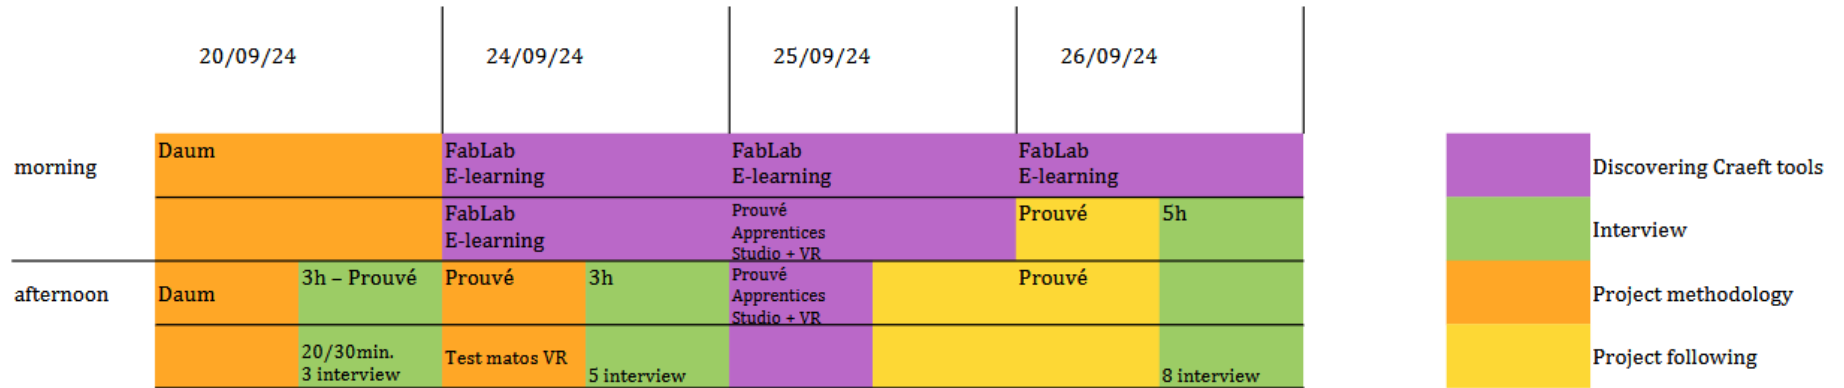 20/09/24 24/09/24 25/09/24 26/09/24
morning
Daum
FabLab
E-learning
FabLab
E-learning
FabLab
E-learning
FabLab
E-learning
Prouvé
Apprentices
Studio + VR
Prouvé
5h
afternoon
Daum
3h – Prouvé
Prouvé
3h
Prouvé
Apprentices
Studio + VR
Prouvé
20/30min.
3 interview
Test matos VR
5 interview
8 interview
Discovering Craeft tools
Interview
Project methodology
Project following